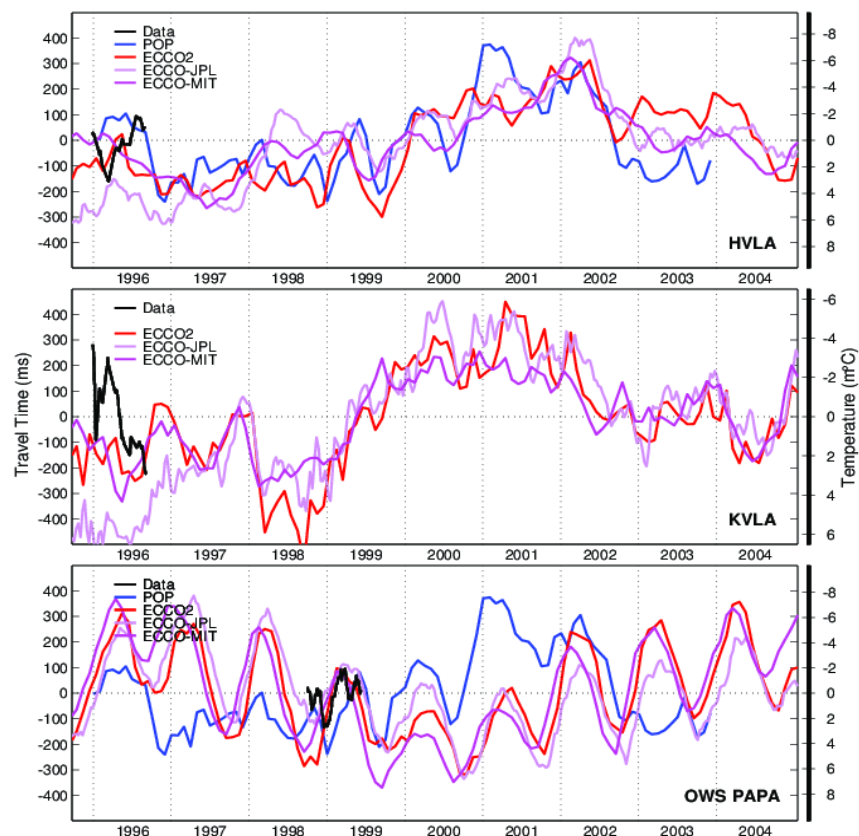 400
300
200
100
0
-100
-200
-300
-400
Data
POP
ECCO2
ECCO-JPL
ECCO-MIT
-8
-6
-4
-2
0
2
4
6
8
HVLA
1996 1997 1998 1999 2000 2001 2002 2003 2004
Travel Time (ms)
400
300
200
100
0
-100
-200
-300
-400
Data
ECCO2
ECCO-JPL
ECCO-MIT
-6
-4
-2
0
2
4
6
Temperature (m°C)
KVLA
1996 1997 1998 1999 2000 2001 2002 2003 2004
400
300
200
100
0
-100
-200
-300
-400
Data
POP
ECCO2
ECCO-JPL
ECCO-MIT
-8
-6
-4
-2
0
2
4
6
8
OWS PAPA
1996 1997 1998 1999 2000 2001 2002 2003 2004